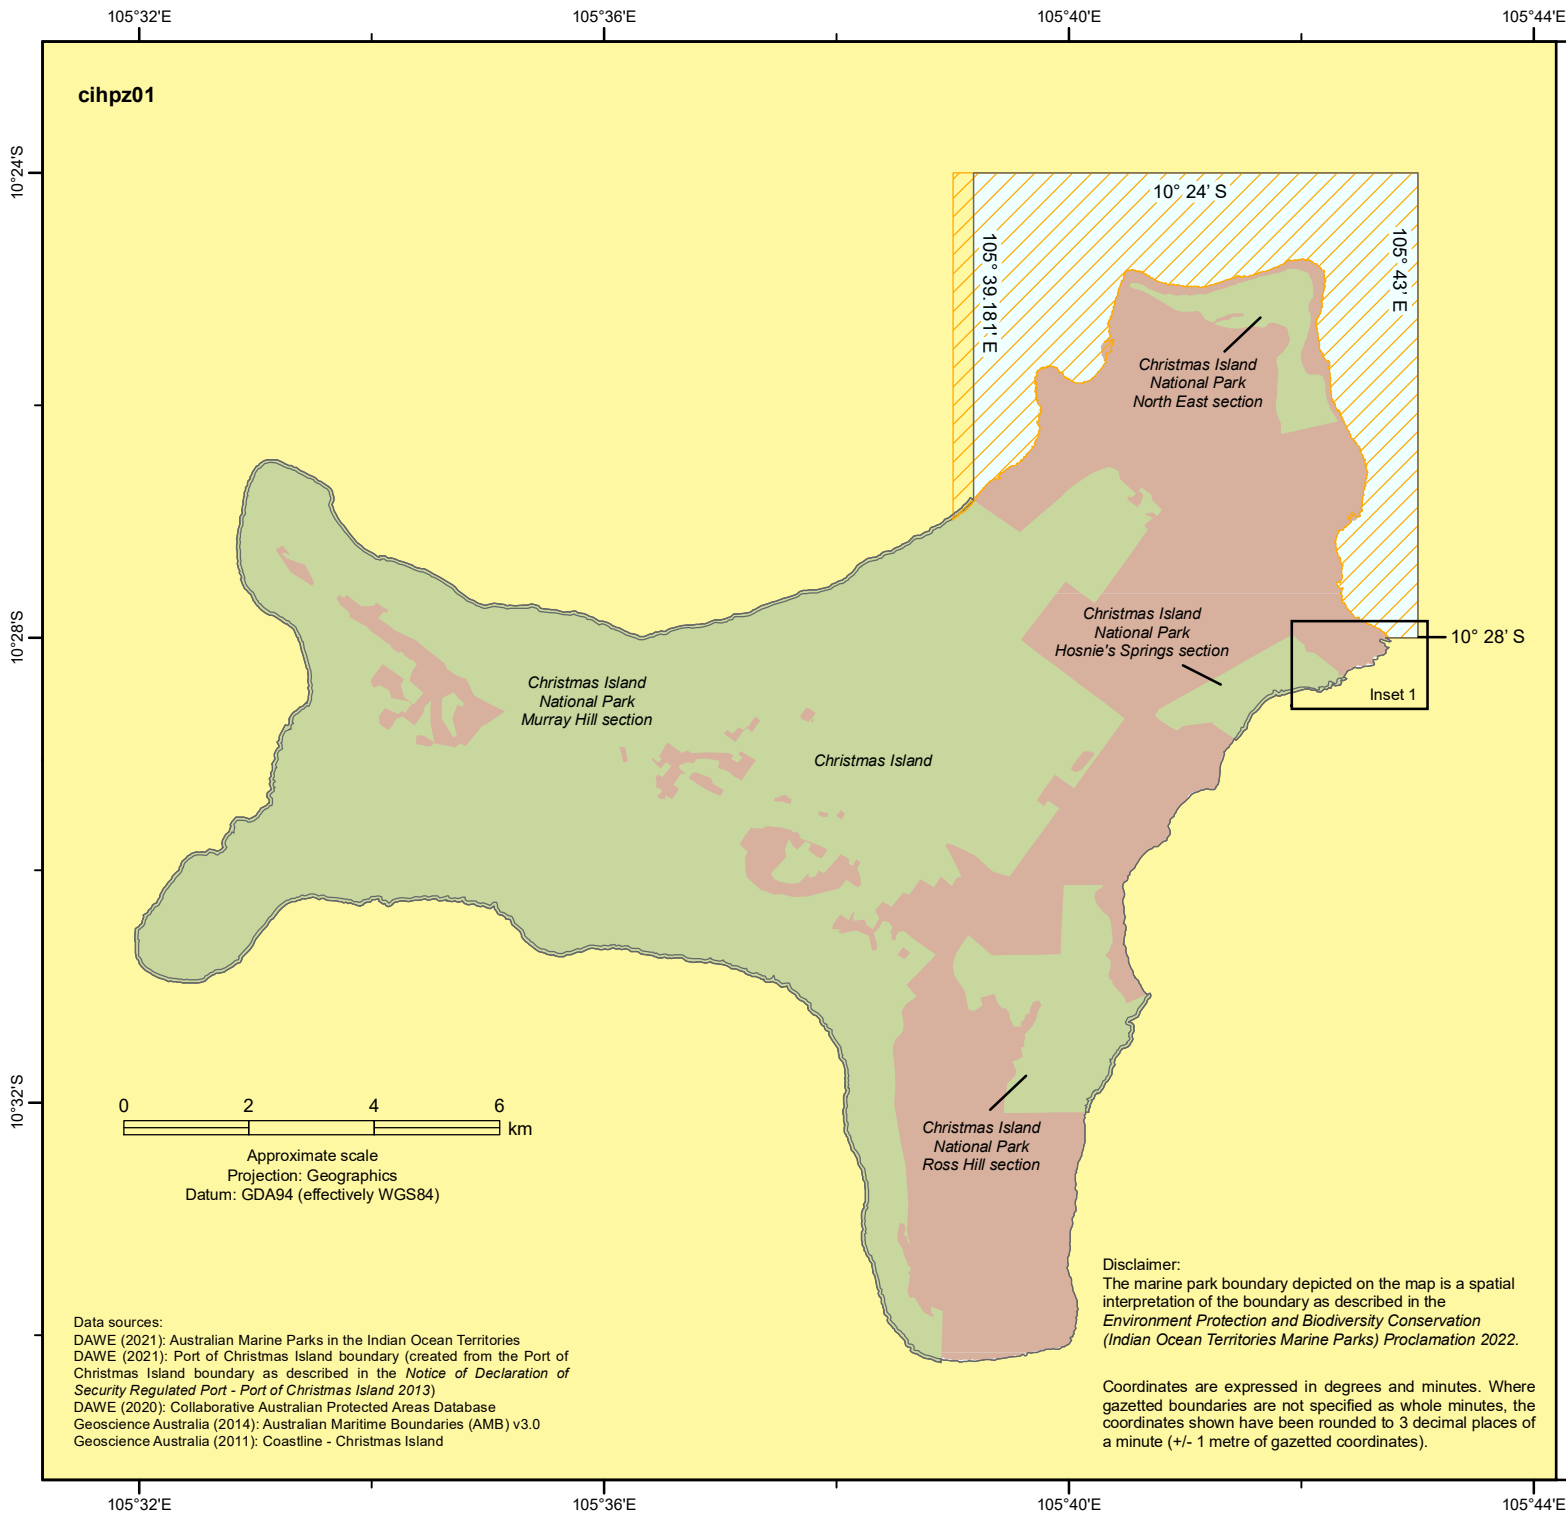 105°32'E
105°36'E
105°40'E
105°44'E
cihpz01
10°24'S
10° 24' S
105° 39.181' E
105° 43' E
Christmas Island
National Park
North East section
10°28'S
Christmas Island
National Park
Hosnie's Springs section
10° 28' S
Inset 1
Christmas Island
National Park
Murray Hill section
Christmas Island
10°32'S
0 2 4 6
km
Approximate scale
Projection: Geographics
Datum: GDA94 (effectively WGS84)
Christmas Island
National Park
Ross Hill section
Data sources:
DAWE (2021): Australian Marine Parks in the Indian Ocean Territories
DAWE (2021): Port of Christmas Island boundary (created from the Port of
Christmas Island boundary as described in the Notice of Declaration of
Security Regulated Port - Port of Christmas Island 2013)
DAWE (2020): Collaborative Australian Protected Areas Database
Geoscience Australia (2014): Australian Maritime Boundaries (AMB) v3.0
Geoscience Australia (2011): Coastline - Christmas Island
Disclaimer:
The marine park boundary depicted on the map is a spatial
interpretation of the boundary as described in the
Environment Protection and Biodiversity Conservation
(Indian Ocean Territories Marine Parks) Proclamation 2022.
Coordinates are expressed in degrees and minutes. Where
gazetted boundaries are not specified as whole minutes, the
coordinates shown have been rounded to 3 decimal places of
a minute (+/- 1 metre of gazetted coordinates).
105°32'E
105°36'E
105°40'E
105°44'E